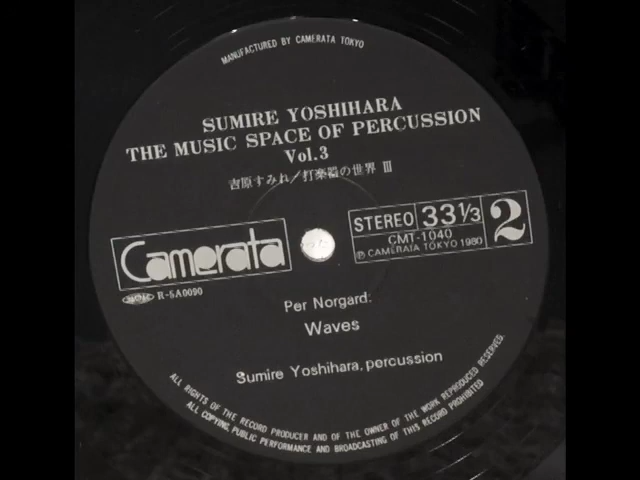 MANUFACTURED BY CAMERATA TOKYO
SUMIRE YOSHIHARA
THE MUSIC SPACE OF PERCUSSION
Vol.3
吉原すみれ/打楽器の世界 III
Camerata
STEREO 33 1/3 2
CMT-1040
Ⓟ CAMERATA TOKYO 1980
R-8A0090
Per Norgard:
Waves
Sumire Yoshihara, percussion
ALL RIGHTS OF THE RECORD PRODUCER AND OF THE OWNER OF THE WORK REPRODUCED RESERVED.
ALL COPYING, PUBLIC PERFORMANCE AND BROADCASTING OF THIS RECORD PROHIBITED